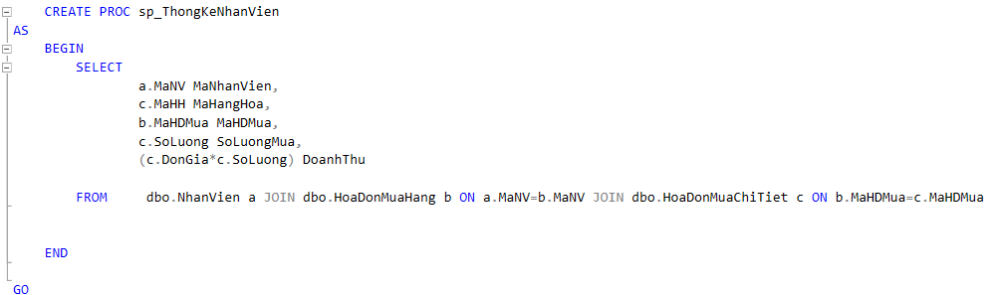 CREATE PROC sp_ThongKeNhanVien
AS
BEGIN
SELECT
a.MaNV MaNhanVien,
c.MaHH MaHangHoa,
b.MaHDMua MaHDMua,
c.SoLuong SoLuongMua,
(c.DonGia*c.SoLuong) DoanhThu
FROM dbo.NhanVien a JOIN dbo.HoaDonMuaHang b ON a.MaNV=b.MaNV JOIN dbo.HoaDonMuaChiTiet c ON b.MaHDMua=c.MaHDMua
END
GO